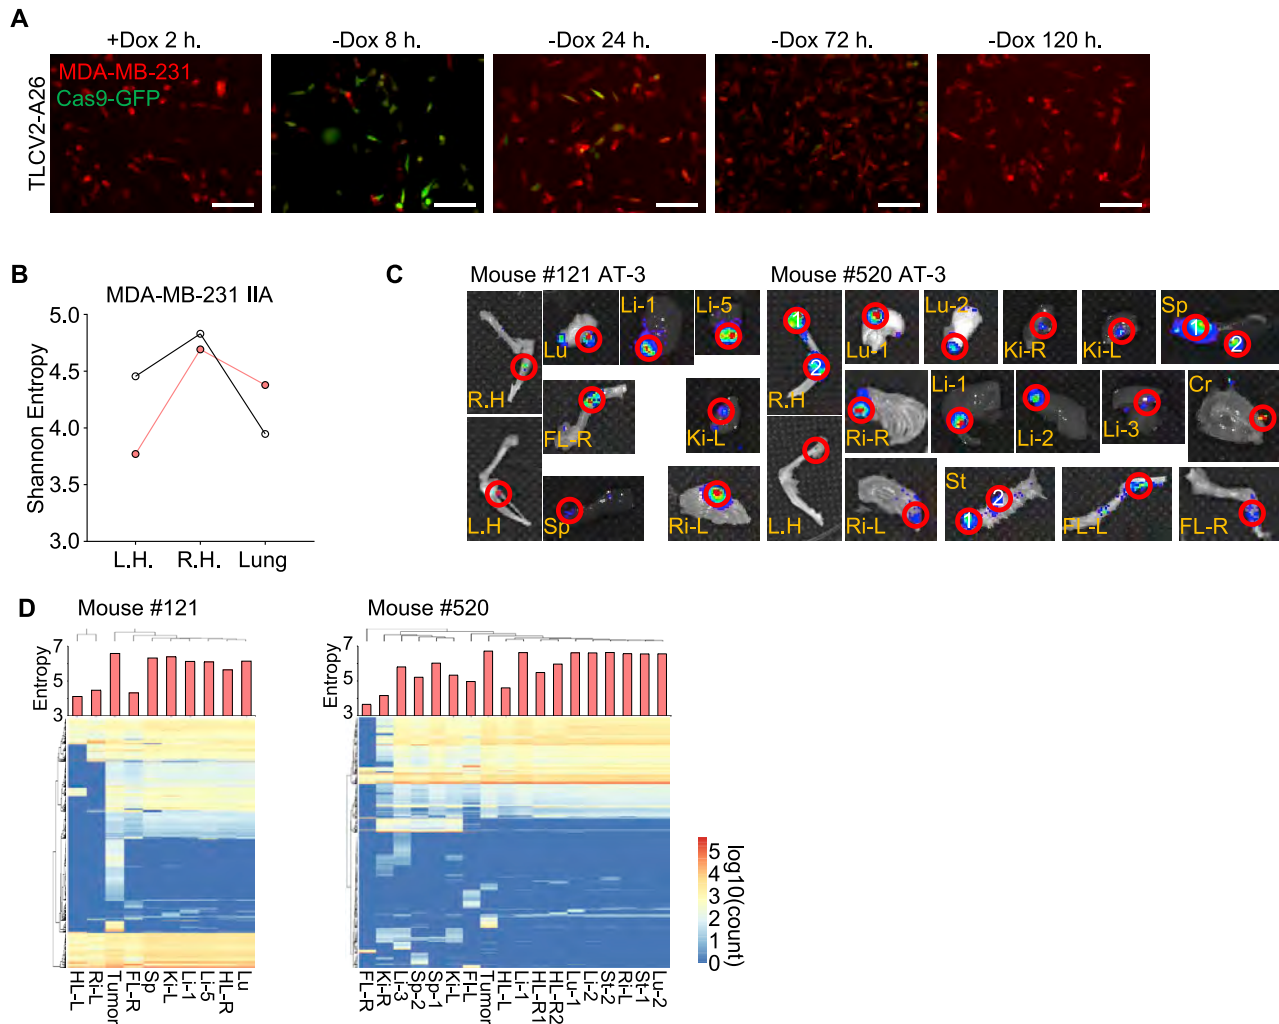 A
+Dox 2 h.
-Dox 8 h.
-Dox 24 h.
-Dox 72 h.
-Dox 120 h.
TLCV2-A26
MDA-MB-231
Cas9-GFP
B
MDA-MB-231 IIA
Shannon Entropy
5.0
4.5
4.0
3.5
3.0
L.H.
R.H.
Lung
C
Mouse #121 AT-3
Mouse #520 AT-3
R.H
Lu
Li-1
Li-5
FL-R
Ki-L
L.H
Sp
Ri-L
1
2
R.H
Lu-1
Lu-2
Ki-R
Ki-L
Sp
1
2
Ri-R
Li-1
Li-2
Li-3
Cr
L.H
Ri-L
St
1
2
FL-L
FL-R
D
Mouse #121
Entropy
7
5
3
HL-L
Ri-L
Tumor
FL-R
Sp
Ki-L
Li-1
Li-5
HL-R
Lu
Mouse #520
Entropy
7
5
3
FL-R
Ki-R
Li-3
Sp-2
Sp-1
Ki-L
Fl-L
Tumor
HL-L
Li-1
HL-R1
HL-R2
Lu-1
Li-2
St-2
Ri-L
St-1
Lu-2
5
4
3
2
1
0
log10(count)